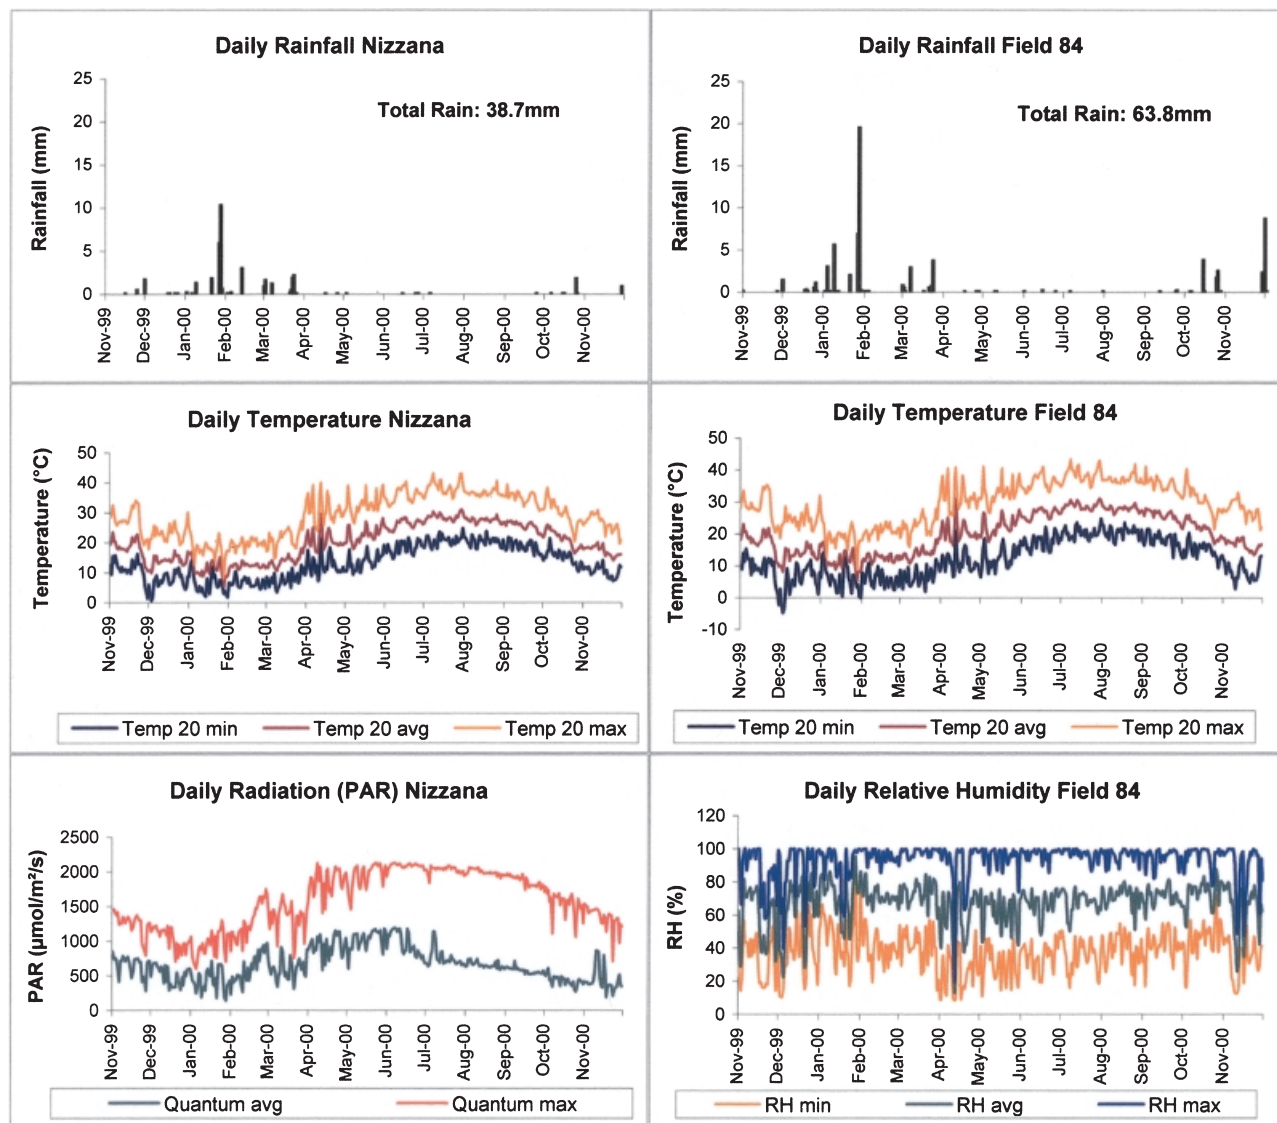 Daily Rainfall Nizzana
Total Rain: 38.7mm
Rainfall (mm)
25
20
15
10
5
0
Nov-99 Dec-99 Jan-00 Feb-00 Mar-00 Apr-00 May-00 Jun-00 Jul-00 Aug-00 Sep-00 Oct-00 Nov-00
Daily Rainfall Field 84
Total Rain: 63.8mm
Rainfall (mm)
25
20
15
10
5
0
Nov-99 Dec-99 Jan-00 Feb-00 Mar-00 Apr-00 May-00 Jun-00 Jul-00 Aug-00 Sep-00 Oct-00 Nov-00
Daily Temperature Nizzana
Temperature (°C)
50
40
30
20
10
0
Nov-99 Dec-99 Jan-00 Feb-00 Mar-00 Apr-00 May-00 Jun-00 Jul-00 Aug-00 Sep-00 Oct-00 Nov-00
Temp 20 min Temp 20 avg Temp 20 max
Daily Temperature Field 84
Temperature (°C)
50
40
30
20
10
0
-10
Nov-99 Dec-99 Jan-00 Feb-00 Mar-00 Apr-00 May-00 Jun-00 Jul-00 Aug-00 Sep-00 Oct-00 Nov-00
Temp 20 min Temp 20 avg Temp 20 max
Daily Radiation (PAR) Nizzana
PAR (μmol/m²/s)
2500
2000
1500
1000
500
0
Nov-99 Dec-99 Jan-00 Feb-00 Mar-00 Apr-00 May-00 Jun-00 Jul-00 Aug-00 Sep-00 Oct-00 Nov-00
Quantum avg Quantum max
Daily Relative Humidity Field 84
RH (%)
120
100
80
60
40
20
0
Nov-99 Dec-99 Jan-00 Feb-00 Mar-00 Apr-00 May-00 Jun-00 Jul-00 Aug-00 Sep-00 Oct-00 Nov-00
RH min RH avg RH max